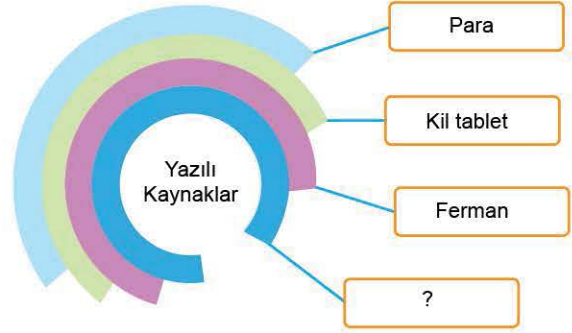 Para
Kil tablet
Yazılı
Kaynaklar
Ferman
?